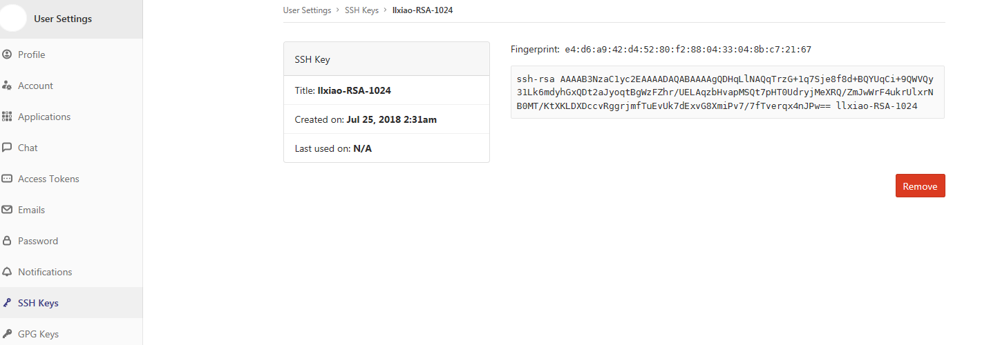 User Settings
Profile
Account
Applications
Chat
Access Tokens
Emails
Password
Notifications
SSH Keys
GPG Keys
User Settings > SSH Keys > llxiao-RSA-1024
SSH Key
Title: llxiao-RSA-1024
Created on: Jul 25, 2018 2:31am
Last used on: N/A
Fingerprint: e4:d6:a9:42:d4:52:80:f2:88:04:33:04:8b:c7:21:67
ssh-rsa AAAAB3NzaC1yc2EAAAADAQABAAAAgQDHqLlNAQqTrzG+1q7Sje8f8d+BQYUqCi+9QWVQy
31Lk6mdyhGxQDt2aJyoqtBgWzFZhr/UELAqzbHvapMSQt7pHT0UdryjMeXRQ/ZmJwWrF4ukrUlxrN
B0MT/KtXKLDXDccvRggrjmfTuEvUk7dExvG8XmiPv7/7fTverqx4nJPw== llxiao-RSA-1024
Remove